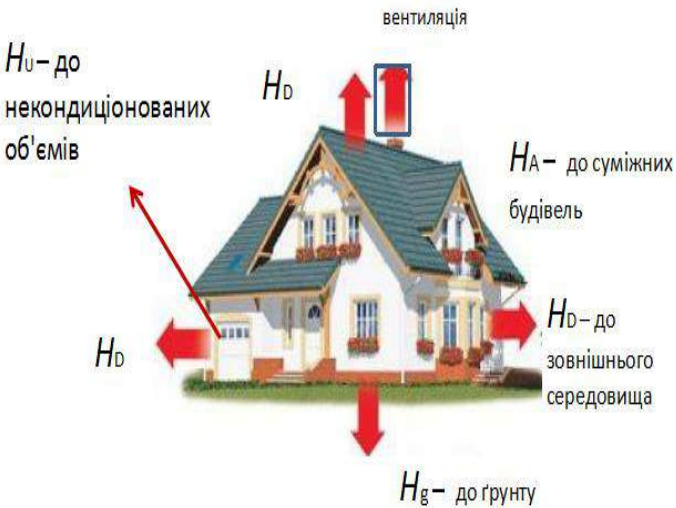 вентиляція
HU – до
некондиціонованих
об'ємів
HD
HA – до суміжних
будівель
HD
HD – до
зовнішнього
середовища
Hg – до ґрунту